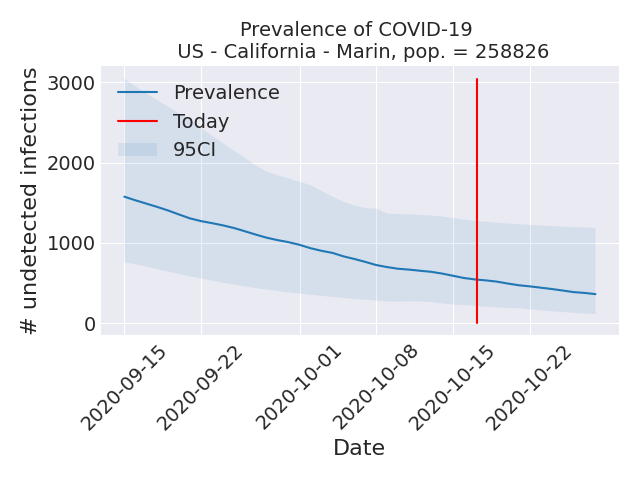 Prevalence of COVID-19
US - California - Marin, pop. = 258826
# undetected infections
3000
2000
1000
0
Prevalence
Today
95CI
2020-09-15
2020-09-22
2020-10-01
2020-10-08
2020-10-15
2020-10-22
Date